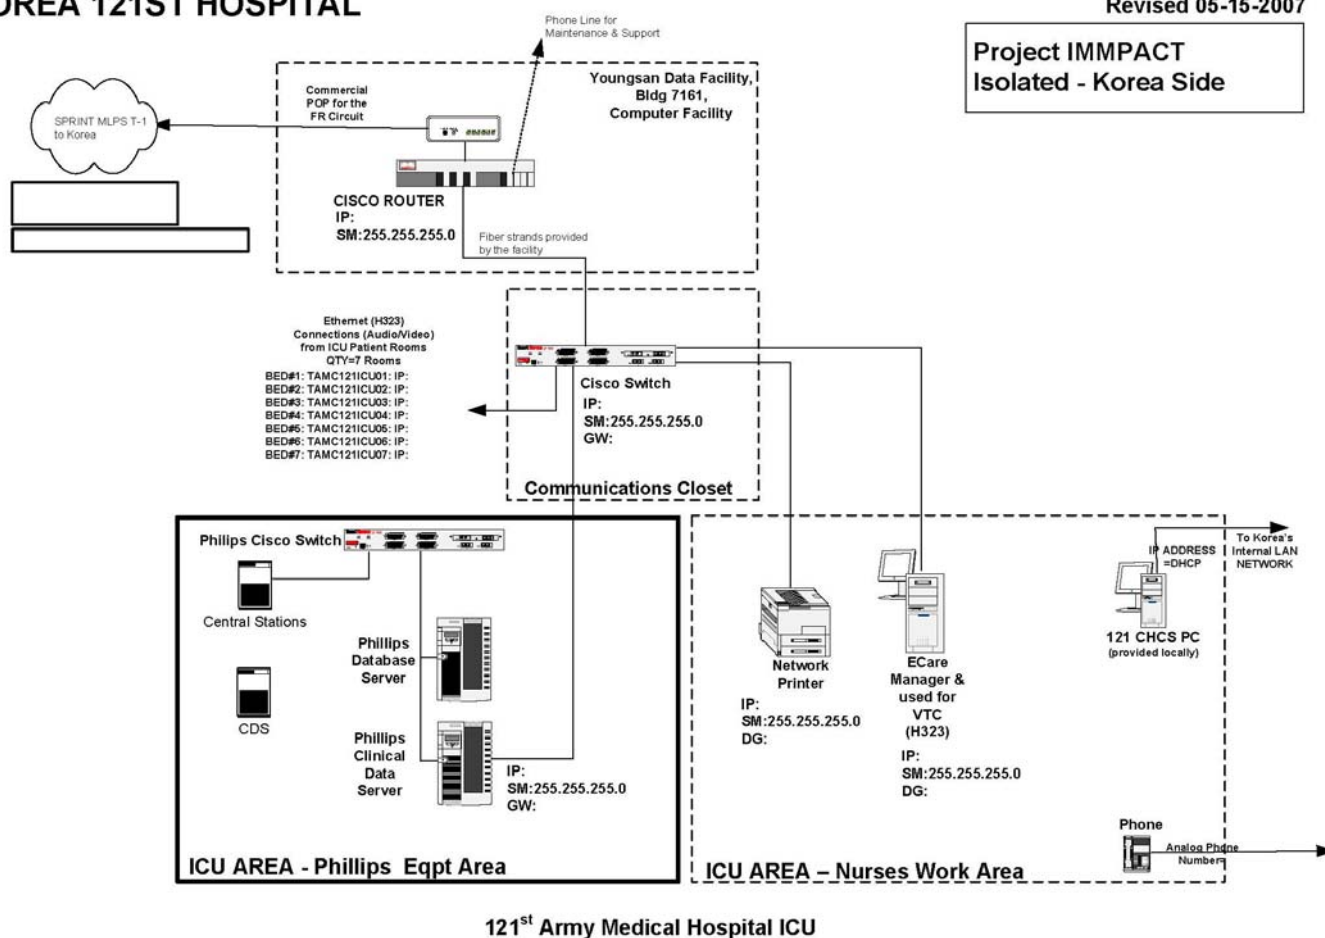 OREA 121ST HOSPITAL
Revised 05-15-2007
Project IMMPACT
Isolated - Korea Side
Phone Line for
Maintenance & Support
Youngsan Data Facility,
Bldg 7161,
Computer Facility
Commercial
POP for the
FR Circuit
SPRINT MLPS T-1
to Korea
CISCO ROUTER
IP:
SM:255.255.255.0
Fiber strands provided
by the facility
Ethernet (H323)
Connections (Audio/Video)
from ICU Patient Rooms
QTY=7 Rooms
BED#1: TAMC121ICU01: IP:
BED#2: TAMC121ICU02: IP:
BED#3: TAMC121ICU03: IP:
BED#4: TAMC121ICU04: IP:
BED#5: TAMC121ICU05: IP:
BED#6: TAMC121ICU06: IP:
BED#7: TAMC121ICU07: IP:
Cisco Switch
IP:
SM:255.255.255.0
GW:
Communications Closet
Philips Cisco Switch
Central Stations
CDS
Phillips
Database
Server
Phillips
Clinical
Data
Server
IP:
SM:255.255.255.0
GW:
ICU AREA - Phillips Eqpt Area
Network
Printer
IP:
SM:255.255.255.0
DG:
ECare
Manager &
used for
VTC
(H323)
IP:
SM:255.255.255.0
DG:
IP ADDRESS
=DHCP
To Korea's
Internal LAN
NETWORK
121 CHCS PC
(provided locally)
Phone
Analog Phone
Number=
ICU AREA – Nurses Work Area
121st Army Medical Hospital ICU